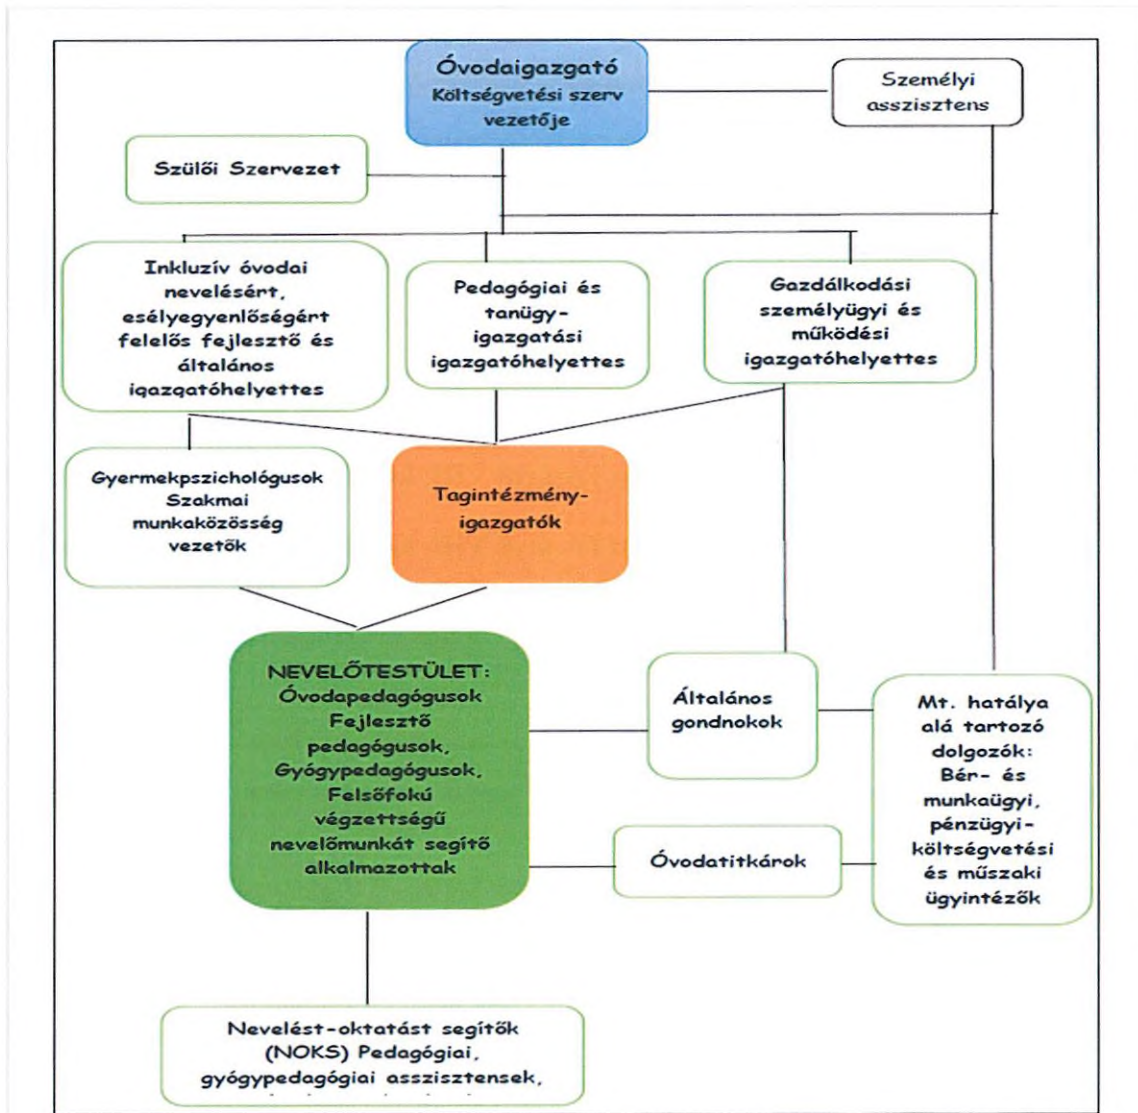 Óvodaigazgató
Költségvetési szerv
vezetője
Személyi
asszisztens
Szülői Szervezet
Inkluzív óvodai
nevelésért,
esélyegyenlőségért
felelős fejlesztő és
általános
igazgatóhelyettes
Pedagógiai és
tanügy-
igazgatási
igazgatóhelyettes
Gazdálkodási
személyügyi és
működési
igazgatóhelyettes
Gyermekpszichológusok
Szakmai
munkaközösség
vezetők
Tagintézmény-
igazgatók
NEVELŐTESTÜLET:
Óvodapedagógusok
Fejlesztő
pedagógusok,
Gyógypedagógusok,
Felsőfokú
végzettségű
nevelőmunkát segítő
alkalmazottak
Általános
gondnokok
Mt. hatálya
alá tartozó
dolgozók:
Bér- és
munkaügyi,
pénzügyi-
költségvetési
és műszaki
ügyintézők
Óvodatitkárok
Nevelést-oktatást segítők
(NOKS) Pedagógiai,
gyógypedagógiai asszisztensek,